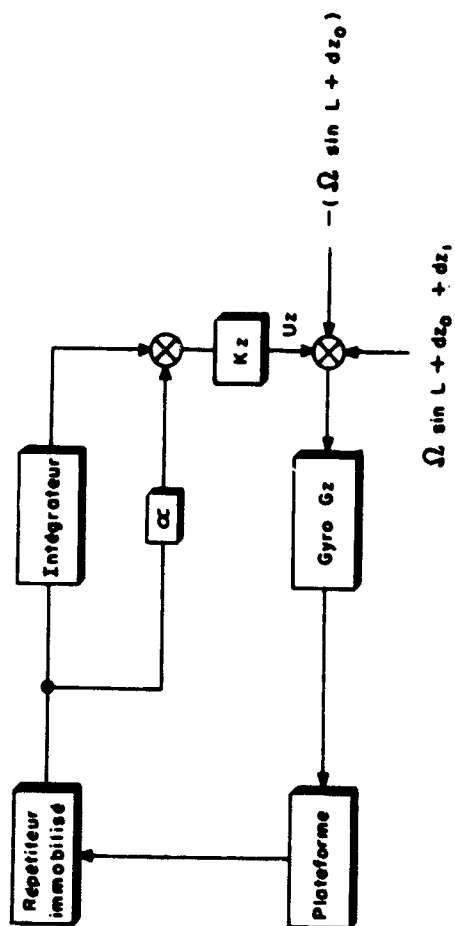 Répétiteur
immobilisé
Intégrateur
α
Kz
Uz
−(Ω sin L + dz₀)
Plateforme
Gyro Gz
Ω sin L + dz₀ + dz₁